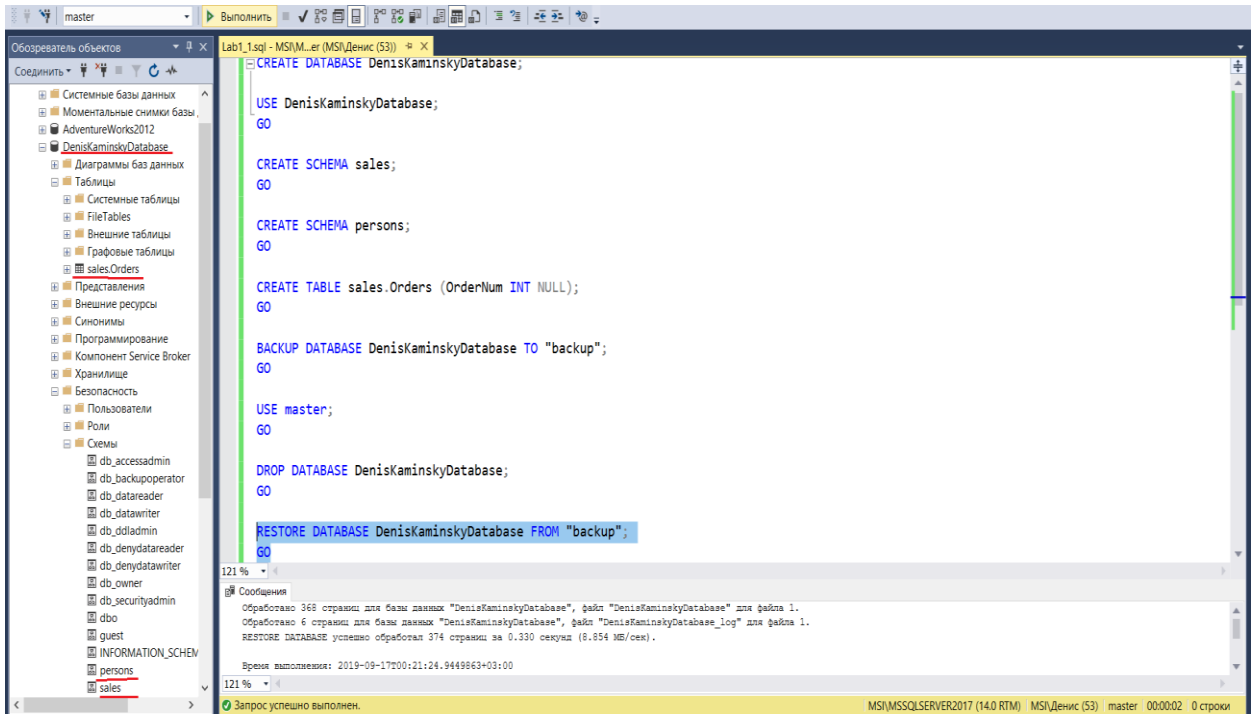 master
Выполнить
Обозреватель объектов
Соединить
Системные базы данных
Моментальные снимки базы
AdventureWorks2012
DenisKaminskyDatabase
Диаграммы баз данных
Таблицы
Системные таблицы
FileTables
Внешние таблицы
Графовые таблицы
sales.Orders
Представления
Внешние ресурсы
Синонимы
Программирование
Компонент Service Broker
Хранилище
Безопасность
Пользователи
Роли
Схемы
db_accessadmin
db_backupoperator
db_datareader
db_datawriter
db_ddladmin
db_denydatareader
db_denydatawriter
db_owner
db_securityadmin
dbo
guest
INFORMATION_SCHEM
persons
sales
Lab1_1.sql - MSI\M...er (MSI\Денис (53))
CREATE DATABASE DenisKaminskyDatabase;
USE DenisKaminskyDatabase;
GO
CREATE SCHEMA sales;
GO
CREATE SCHEMA persons;
GO
CREATE TABLE sales.Orders (OrderNum INT NULL);
GO
BACKUP DATABASE DenisKaminskyDatabase TO "backup";
GO
USE master;
GO
DROP DATABASE DenisKaminskyDatabase;
GO
RESTORE DATABASE DenisKaminskyDatabase FROM "backup";
GO
121 %
Сообщения
Обработано 368 страниц для базы данных "DenisKaminskyDatabase", файл "DenisKaminskyDatabase" для файла 1.
Обработано 6 страниц для базы данных "DenisKaminskyDatabase", файл "DenisKaminskyDatabase_log" для файла 1.
RESTORE DATABASE успешно обработал 374 страниц за 0.330 секунд (8.854 MБ/сек).
Время выполнения: 2019-09-17T00:21:24.9449863+03:00
121 %
Запрос успешно выполнен.
MSI\MSSQLSERVER2017 (14.0 RTM)
MSI\Денис (53)
master
00:00:02
0 строки